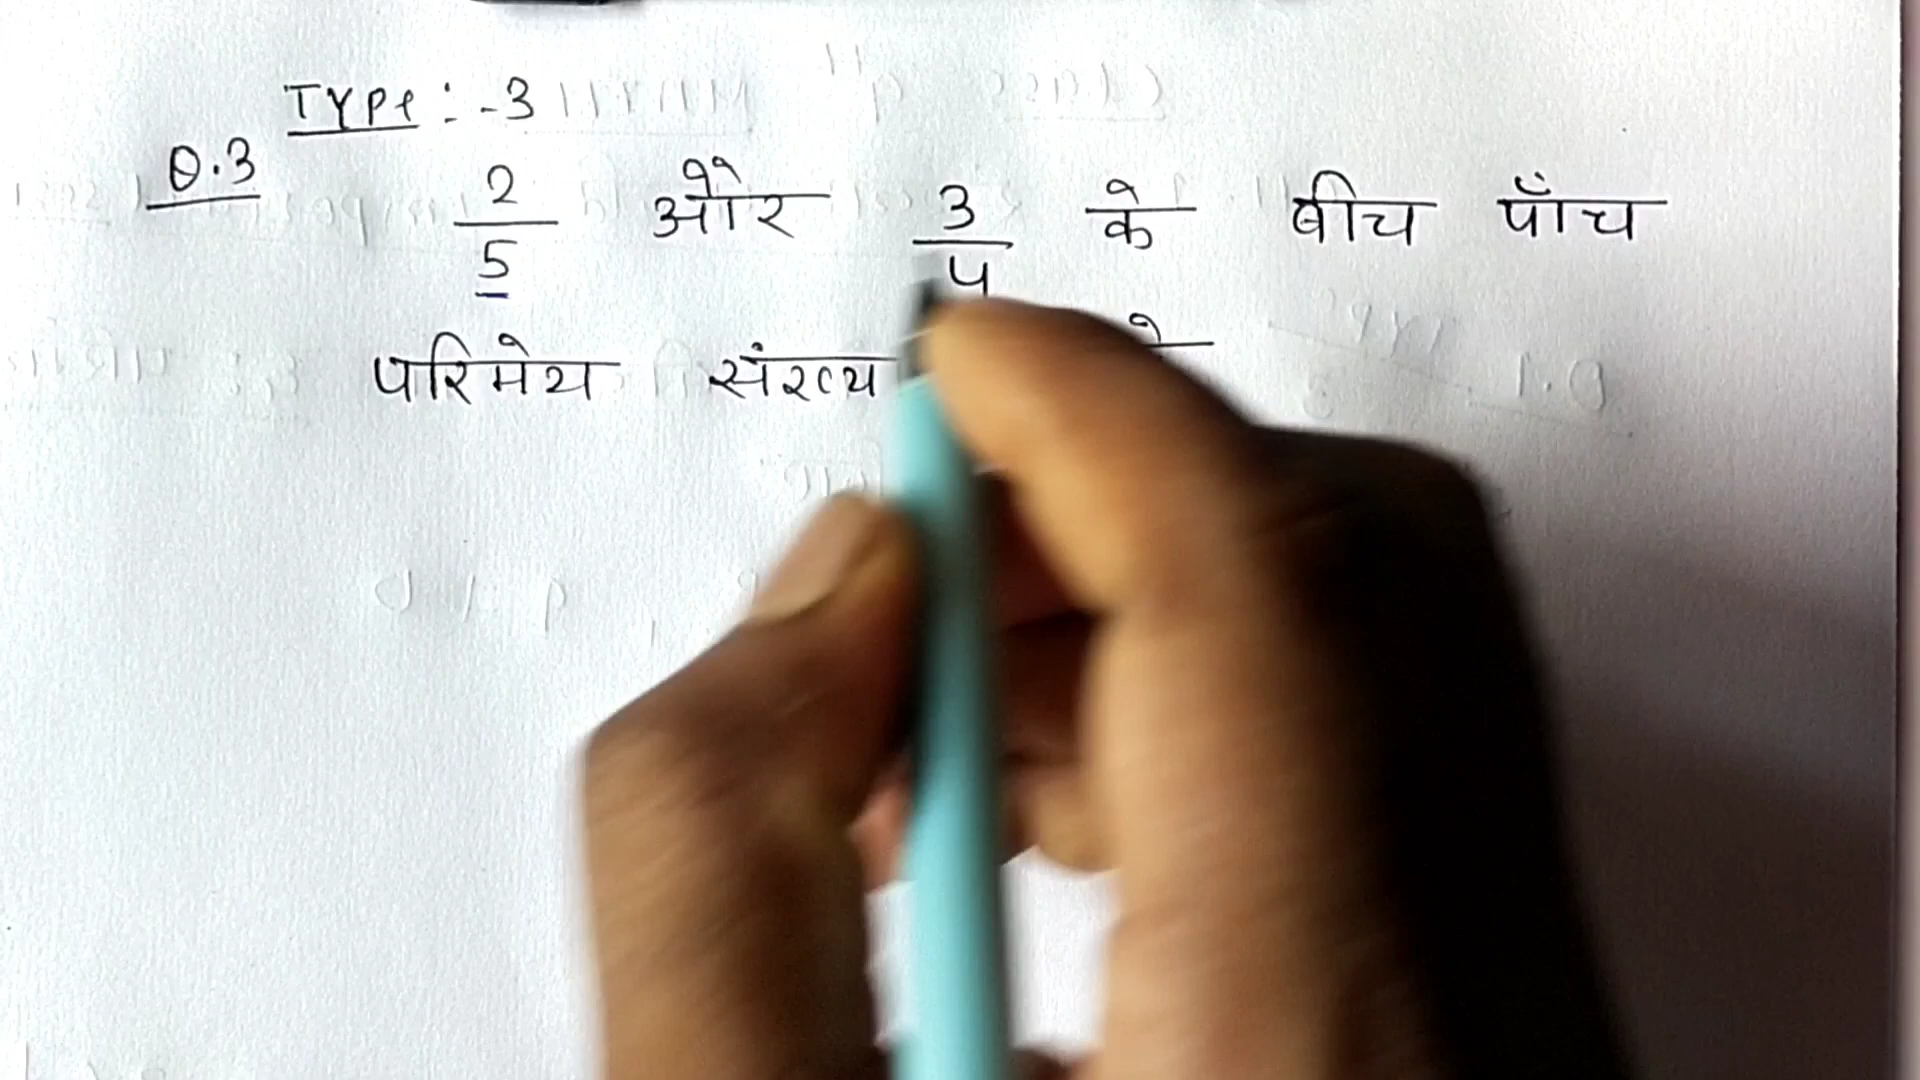 Type :- 3
Q.3 2/5 और 3/4 के बीच पाँच
परिमेय